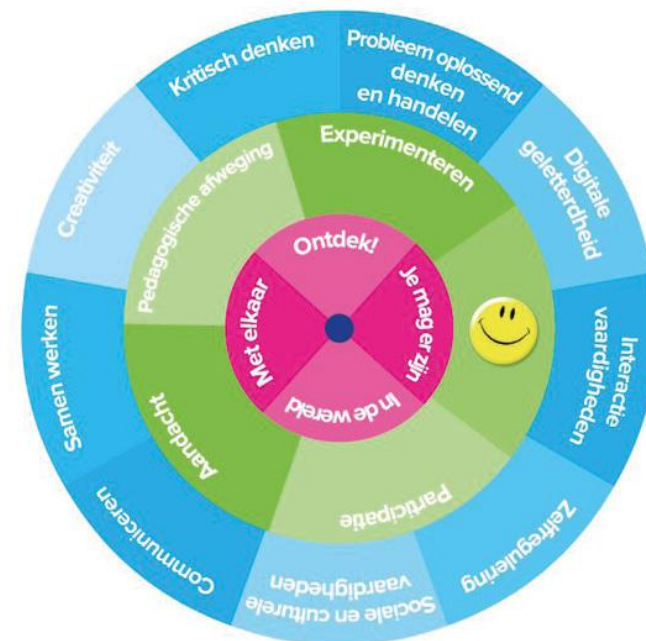 Kritisch denken
Probleem oplossend
denken
en handelen
Digitale
geletterdheid
Interactie
vaardigheden
Zelfregulering
Sociale en culturele
vaardigheden
Communiceren
Samen werken
Creativiteit
Pedagogische afweging
Experimenteren
Participatie
Aandacht
Ontdek!
Je mag er zijn
In de wereld
Met elkaar